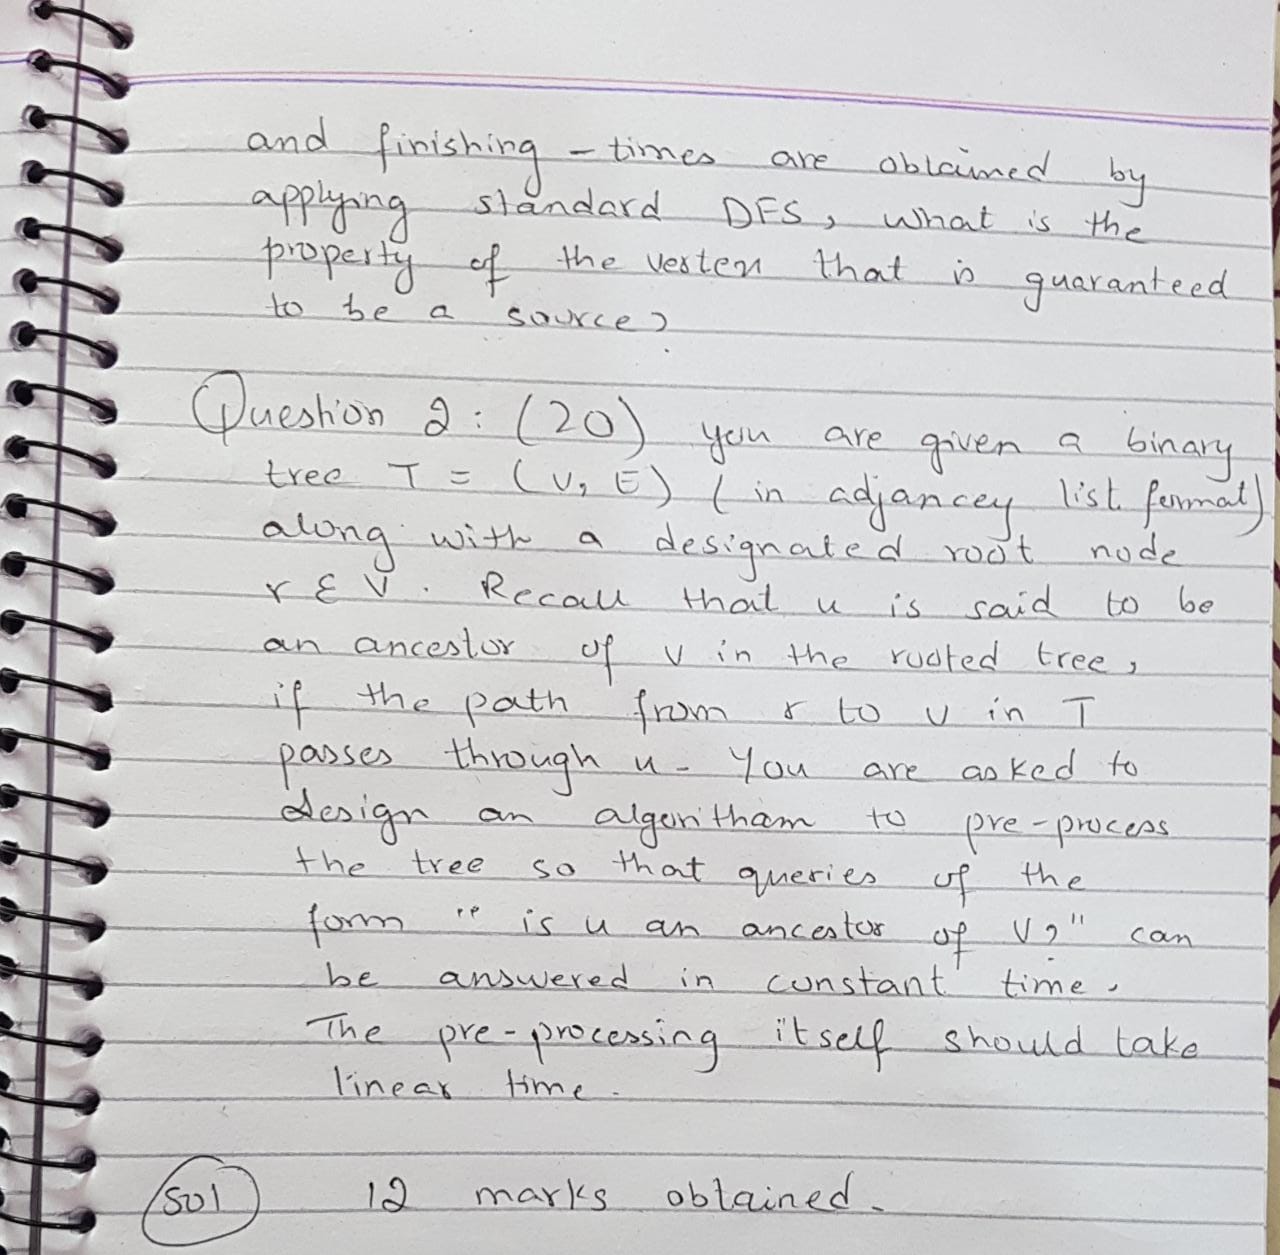 and finishing - times are obtained by
applying standard DFS, what is the
property of the vertex that is guaranteed
to be a source?
Question 2: (20) you are given a binary
tree T = (V, E) (in adjancey list format)
along with a designated root node
r ε V. Recall that u is said to be
an ancestor of v in the rooted tree,
if the path from r to v in T
passes through u. You are asked to
design an algoritham to pre-process
the tree so that queries of the
form "is u an ancestor of V?" can
be answered in constant time.
The pre-processing itself should take
linear time.
Sol 12 marks obtained.